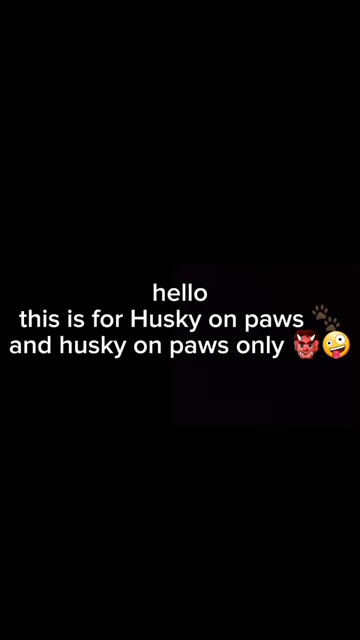 hello
this is for Husky on paws 🐾
and husky on paws only 👹🤪